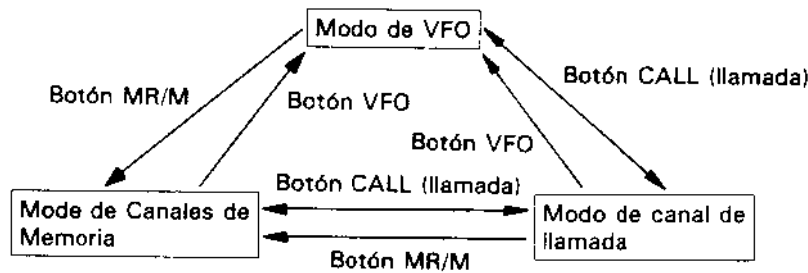 Modo de VFO
Botón CALL (llamada)
Botón MR/M
Botón VFO
Botón VFO
Botón CALL (llamada)
Mode de Canales de
Memoria
Modo de canal de
llamada
Botón MR/M